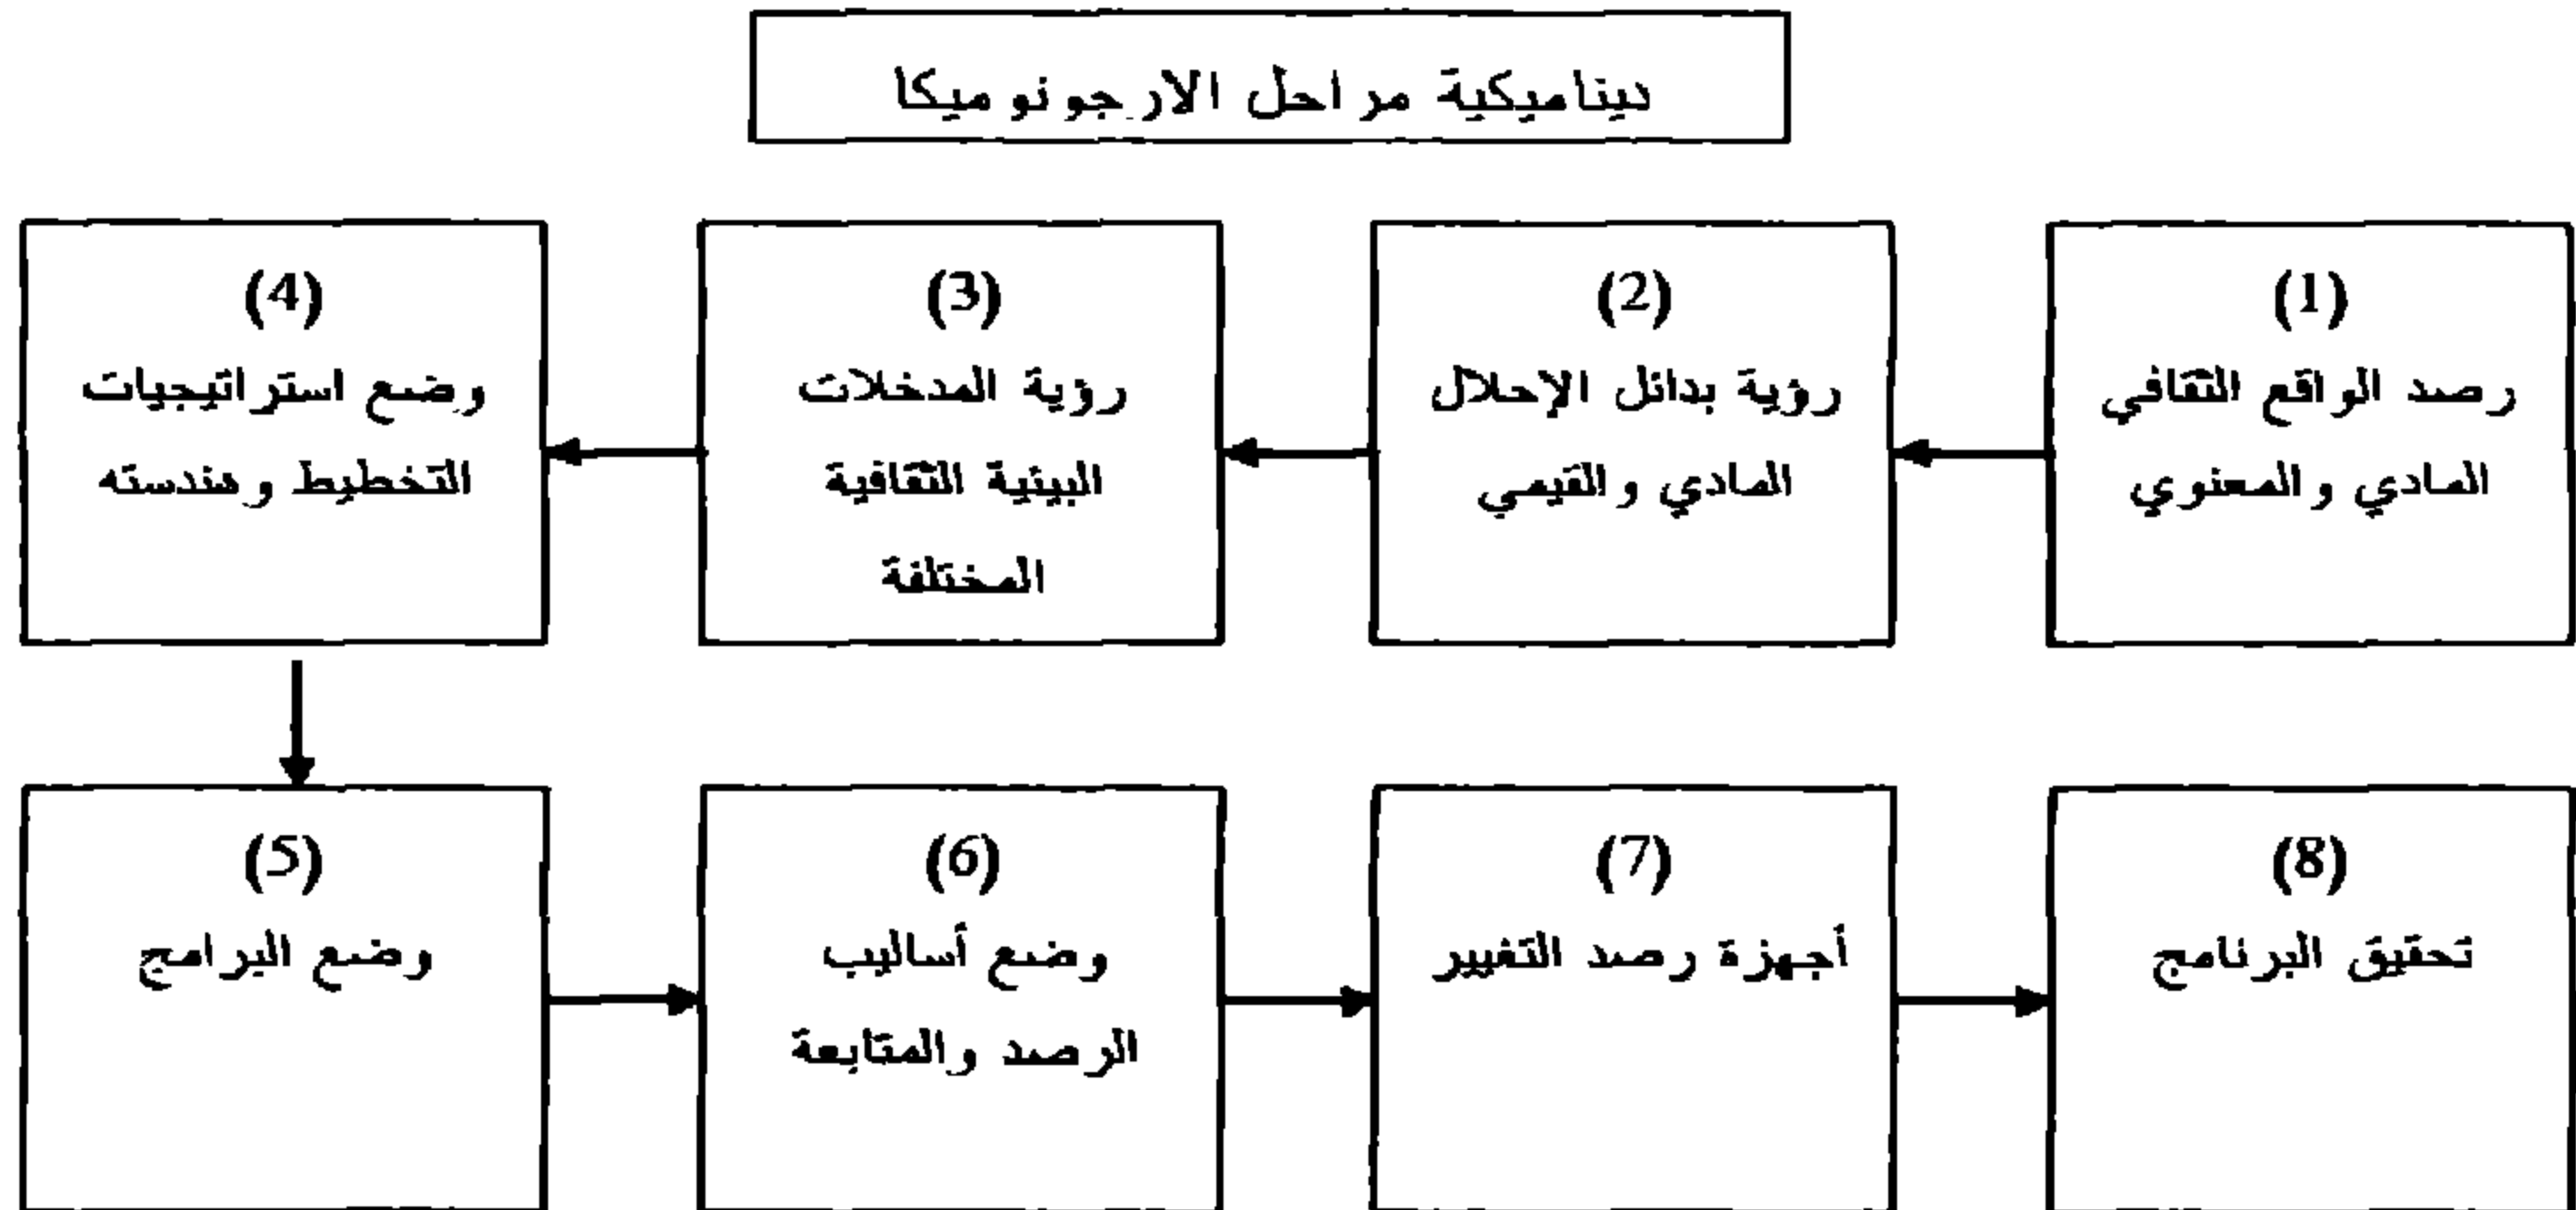 ديناميكية مراحل الارجونوميكا
(1)
رصد الواقع الثقافي
المادي والمعنوي
(2)
رؤية بدائل الإحلال
المادي والقيمي
(3)
رؤية المدخلات
البيئية الثقافية
المختلفة
(4)
وضع استراتيجيات
التخطيط وهندسته
(5)
وضع البرامج
(6)
وضع أساليب
الرصد والمتابعة
(7)
أجهزة رصد التغيير
(8)
تحقيق البرنامج